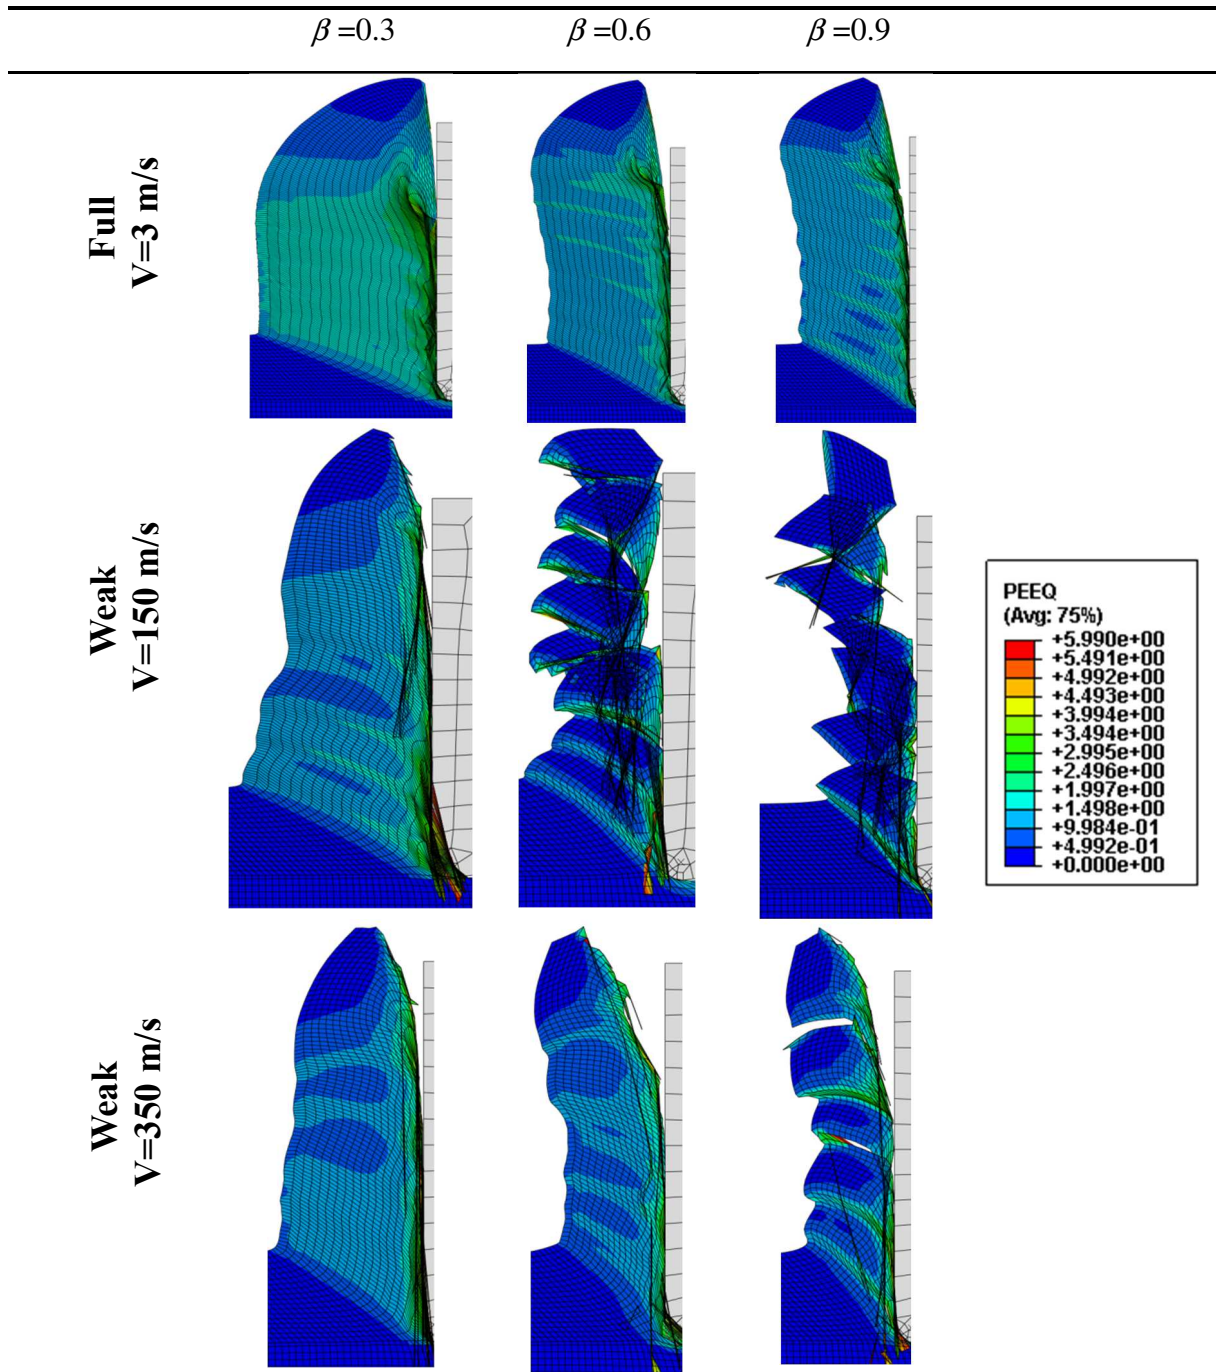 β =0.3 β =0.6 β =0.9
Full
V=3 m/s
Weak
V=150 m/s
PEEQ
(Avg: 75%)
+5.990e+00
+5.491e+00
+4.992e+00
+4.493e+00
+3.994e+00
+3.494e+00
+2.995e+00
+2.496e+00
+1.997e+00
+1.498e+00
+9.984e-01
+4.992e-01
+0.000e+00
Weak
V=350 m/s